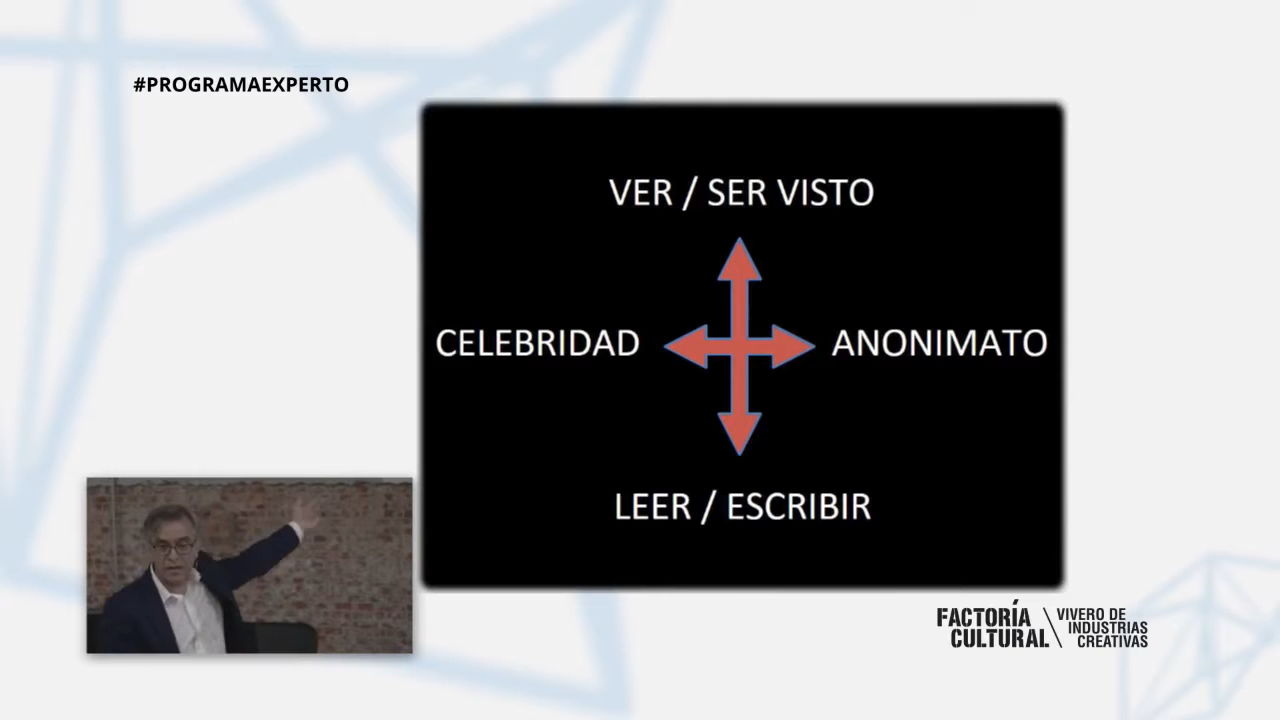 #PROGRAMAEXPERTO
VER / SER VISTO
CELEBRIDAD
ANONIMATO
LEER / ESCRIBIR
FACTORÍA
CULTURAL
VIVERO DE
INDUSTRIAS
CREATIVAS